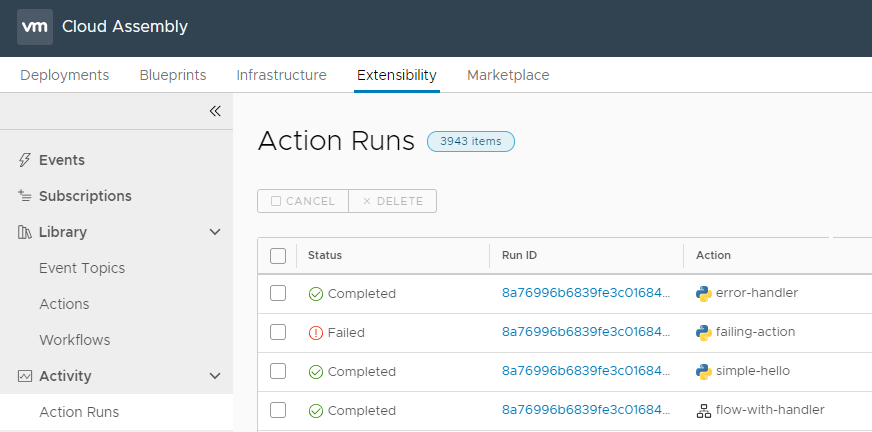 vm Cloud Assembly
Deployments Blueprints Infrastructure Extensibility Marketplace
Events
Subscriptions
Library
Event Topics
Actions
Workflows
Activity
Action Runs
Action Runs 3943 items
CANCEL DELETE
Status Run ID Action
Completed 8a76996b6839fe3c01684... error-handler
Failed 8a76996b6839fe3c01684... failing-action
Completed 8a76996b6839fe3c01684... simple-hello
Completed 8a76996b6839fe3c01684... flow-with-handler